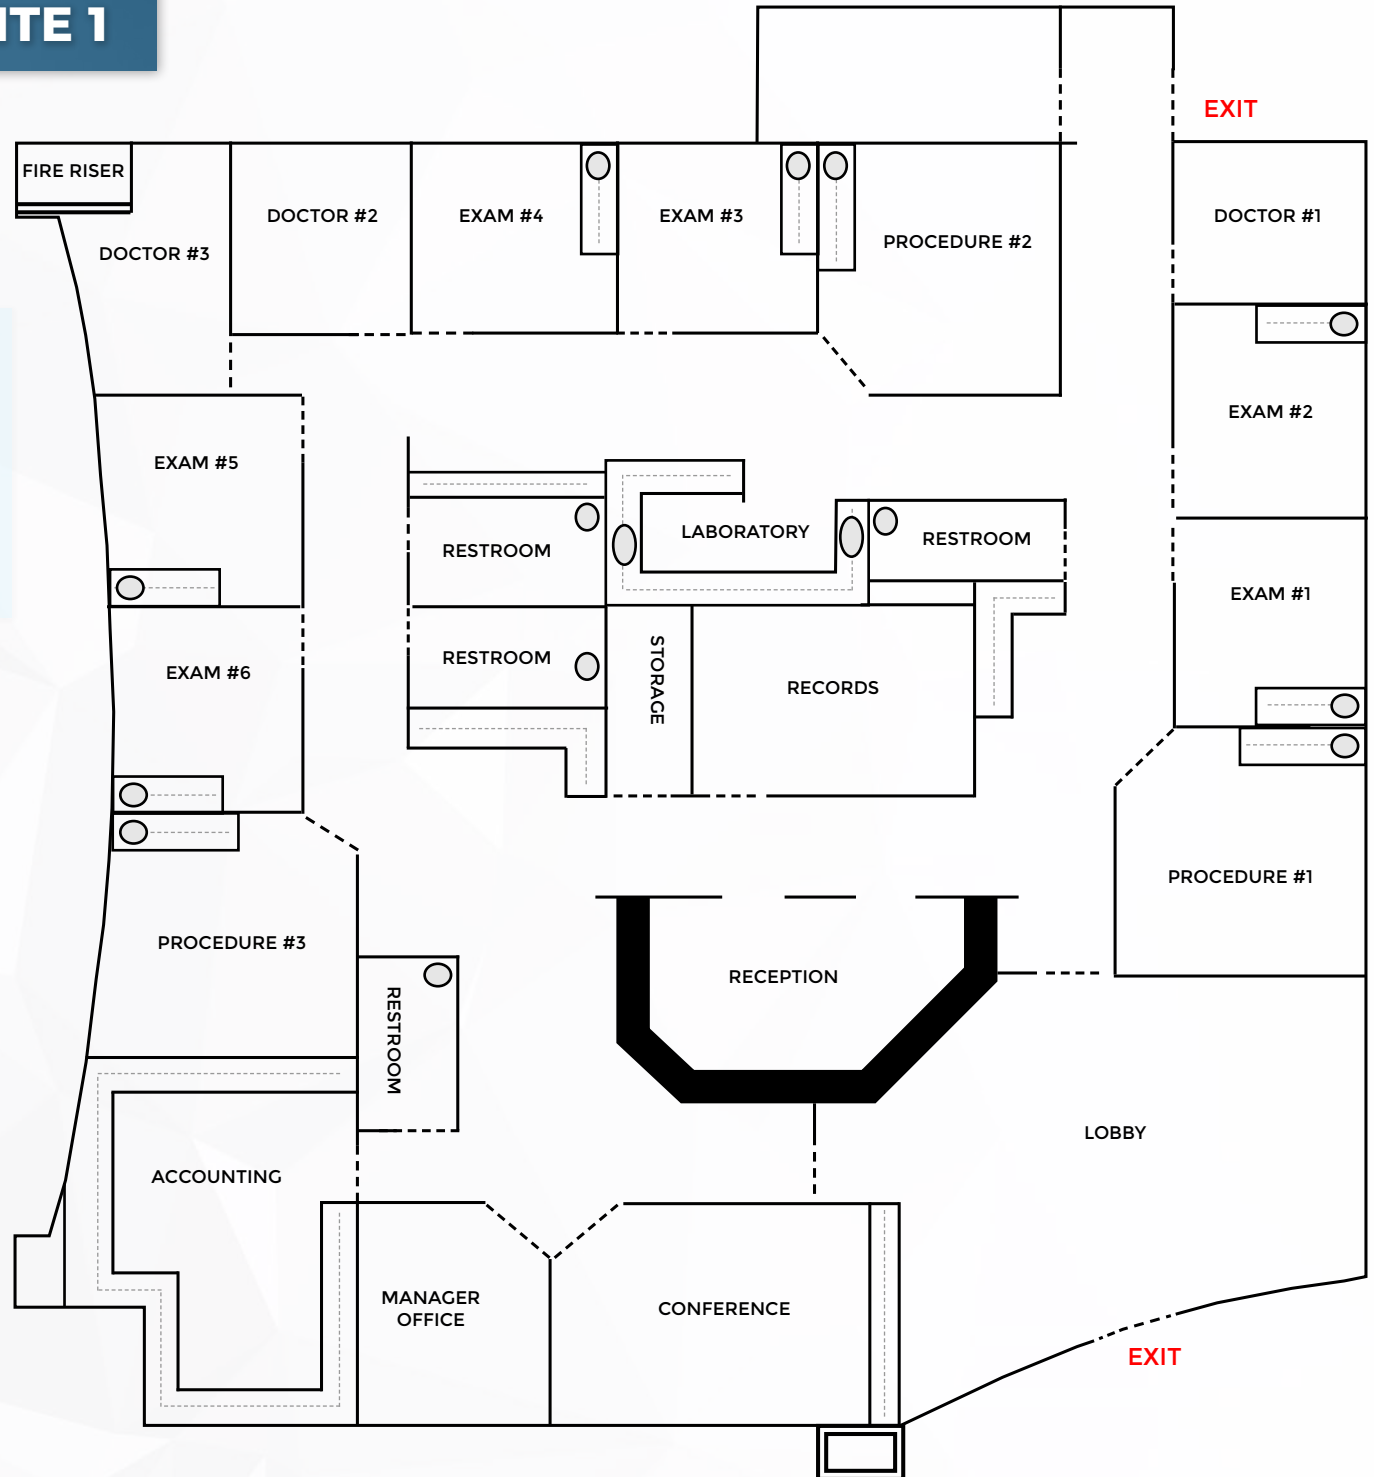 ITE 1
EXIT
FIRE RISER
DOCTOR #2
EXAM #4
EXAM #3
DOCTOR #1
PROCEDURE #2
DOCTOR #3
EXAM #2
EXAM #5
LABORATORY
RESTROOM
RESTROOM
EXAM #1
RESTROOM
STORAGE
EXAM #6
RECORDS
PROCEDURE #1
PROCEDURE #3
RECEPTION
RESTROOM
LOBBY
ACCOUNTING
MANAGER
OFFICE
CONFERENCE
EXIT